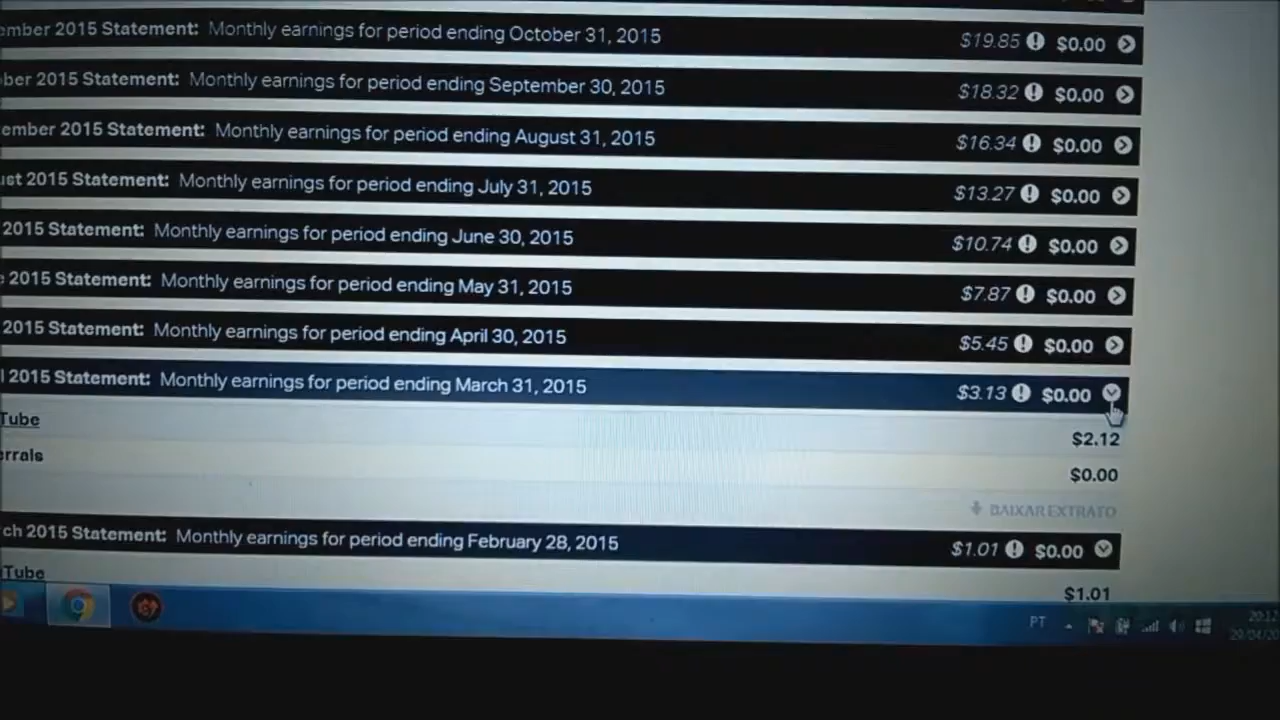 2015 Statement: Monthly earnings for period ending October 31, 2015 $19.85 $0.00
2015 Statement: Monthly earnings for period ending September 30, 2015 $18.32 $0.00
2015 Statement: Monthly earnings for period ending August 31, 2015 $16.34 $0.00
2015 Statement: Monthly earnings for period ending July 31, 2015 $13.27 $0.00
2015 Statement: Monthly earnings for period ending June 30, 2015 $10.74 $0.00
2015 Statement: Monthly earnings for period ending May 31, 2015 $7.87 $0.00
2015 Statement: Monthly earnings for period ending April 30, 2015 $5.45 $0.00
2015 Statement: Monthly earnings for period ending March 31, 2015 $3.13 $0.00
Tube $2.12
$0.00
BAIXAR EXTRATO
2015 Statement: Monthly earnings for period ending February 28, 2015 $1.01 $0.00
Tube $1.01
PT